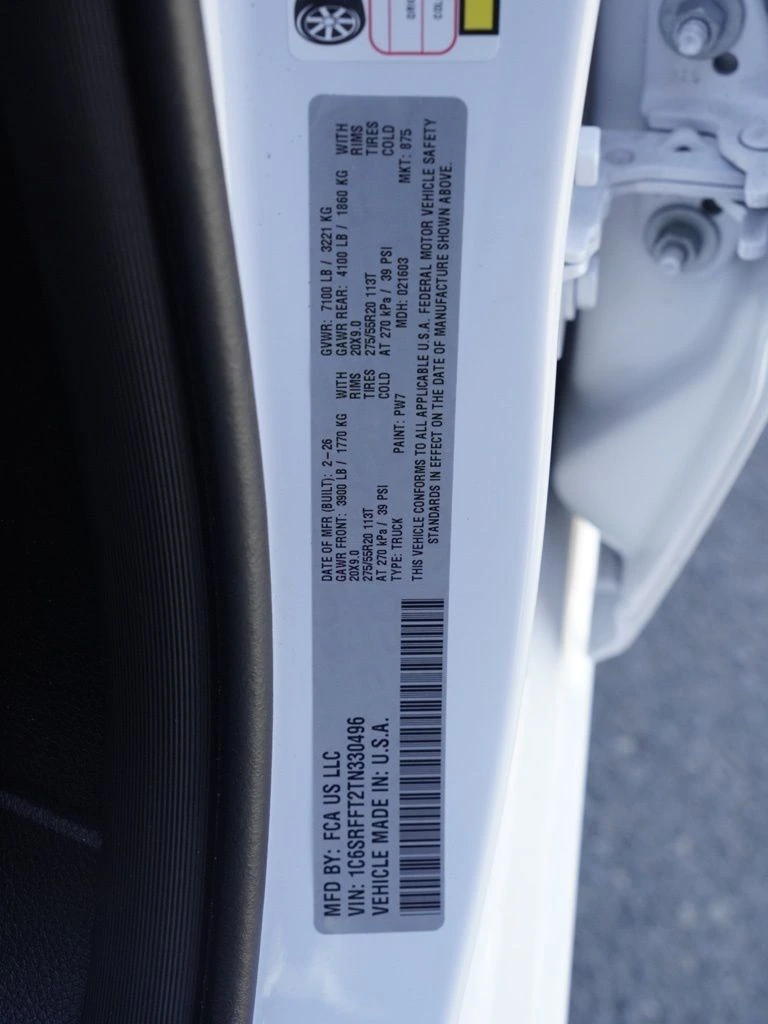 MFD BY: FCA US LLC
VIN: 1C6SRFFT2TN330496
VEHICLE MADE IN: U.S.A.
DATE OF MFR (BUILT): 2-26 GVWR: 7100 LB / 3221 KG
GAWR FRONT: 3900 LB / 1770 KG WITH GAWR REAR: 4100 LB / 1860 KG WITH
20X9.0 RIMS 20X9.0 RIMS
275/55R20 113T TIRES 275/55R20 113T TIRES
AT 270 kPa / 39 PSI COLD AT 270 kPa / 39 PSI COLD
TYPE: TRUCK PAINT: PW7 MDH: 021603 MKT: 875
THIS VEHICLE CONFORMS TO ALL APPLICABLE U.S.A. FEDERAL MOTOR VEHICLE SAFETY
STANDARDS IN EFFECT ON THE DATE OF MANUFACTURE SHOWN ABOVE.